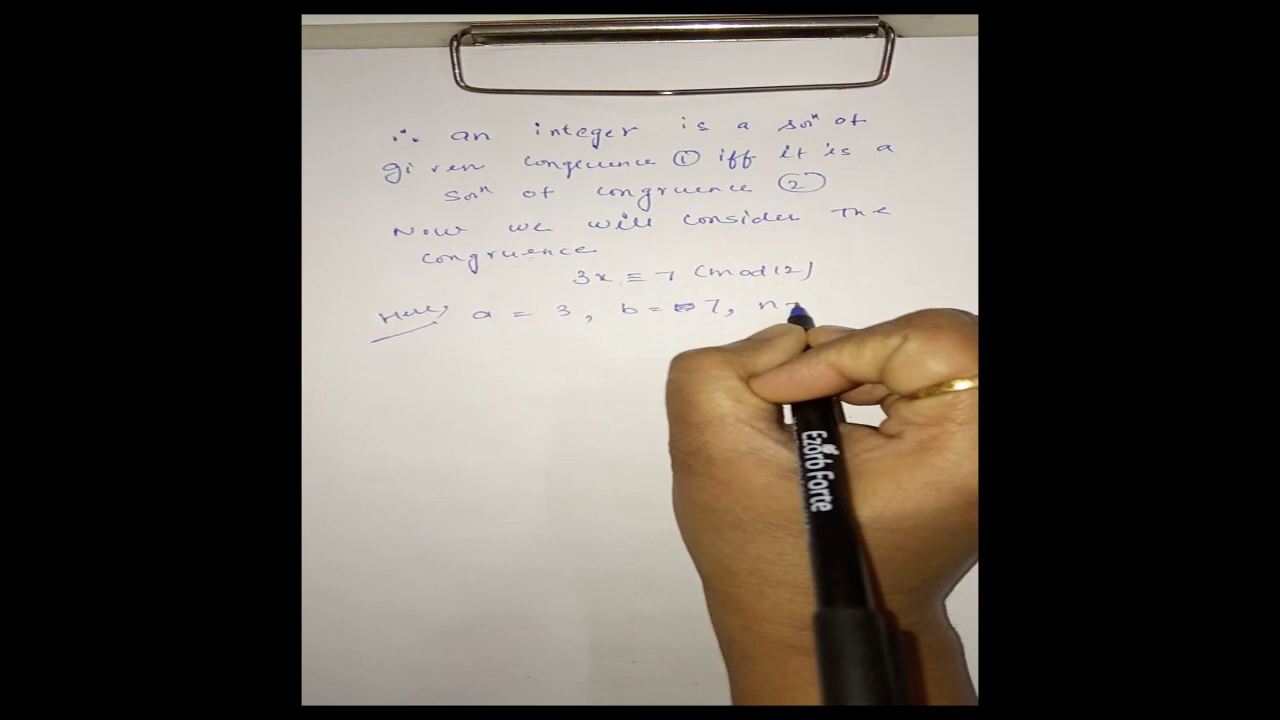 ∴ an integer is a solⁿ of
given congruence ① iff it is a
solⁿ of congruence ②
Now we will consider the
congruence
3x ≡ 7 (mod 12)
Here, a = 3, b = 7, n =
Ezorb Forte